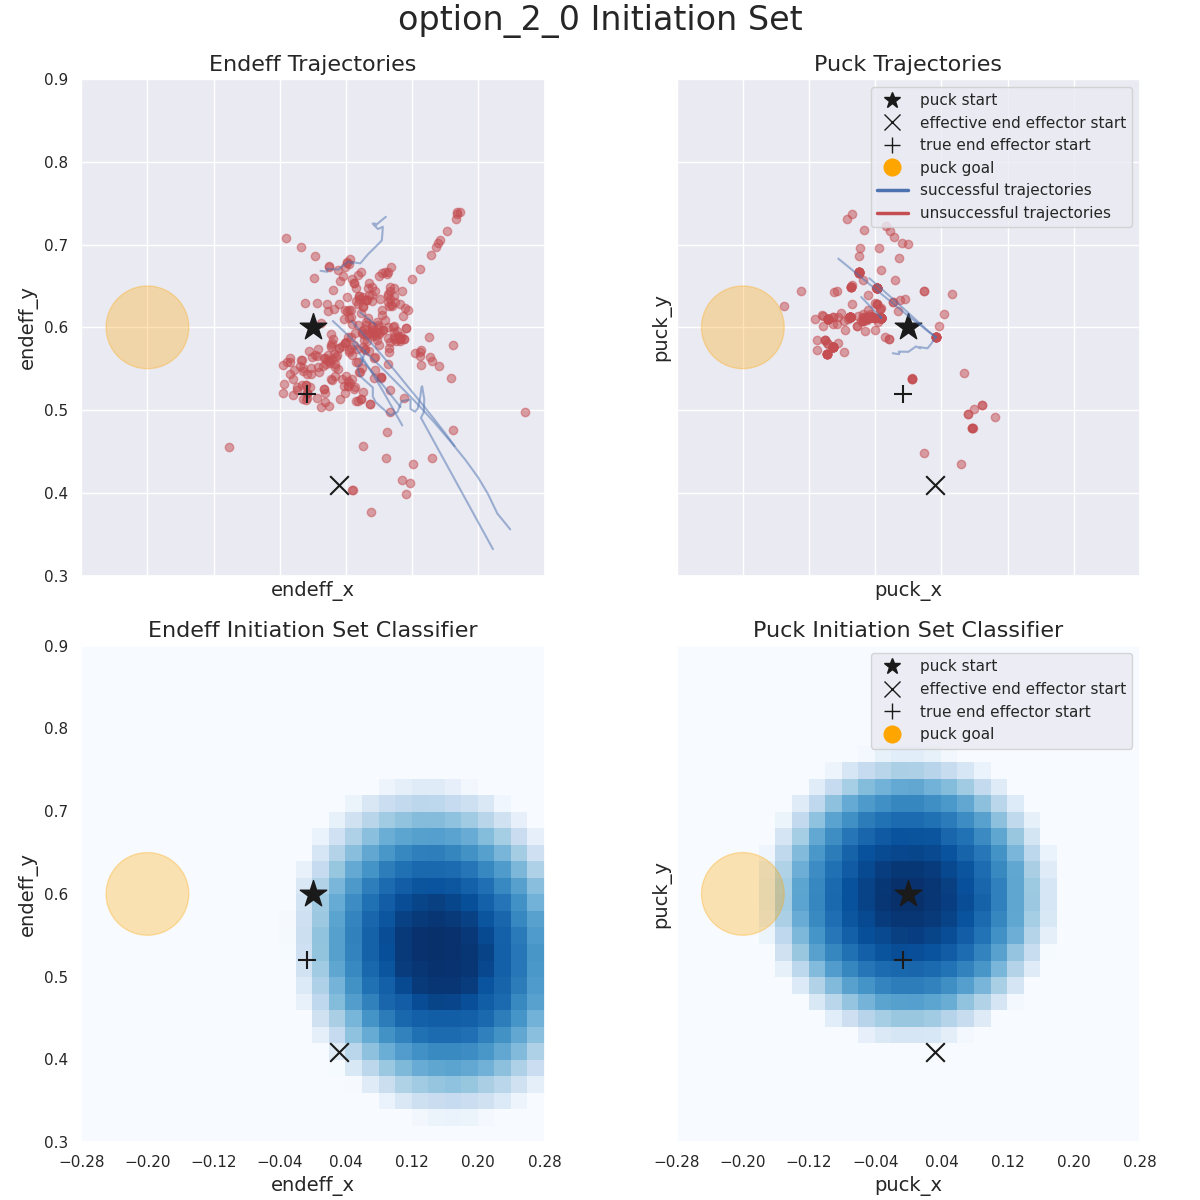 option_2_0 Initiation Set
Endeff Trajectories
Puck Trajectories
0.9
0.8
0.7
0.6
0.5
0.4
0.3
endeff_y
endeff_x
puck_y
puck_x
puck start
effective end effector start
true end effector start
puck goal
successful trajectories
unsuccessful trajectories
Endeff Initiation Set Classifier
Puck Initiation Set Classifier
0.9
0.8
0.7
0.6
0.5
0.4
0.3
endeff_y
−0.28 −0.20 −0.12 −0.04 0.04 0.12 0.20 0.28
endeff_x
puck_y
puck start
effective end effector start
true end effector start
puck goal
−0.28 −0.20 −0.12 −0.04 0.04 0.12 0.20 0.28
puck_x